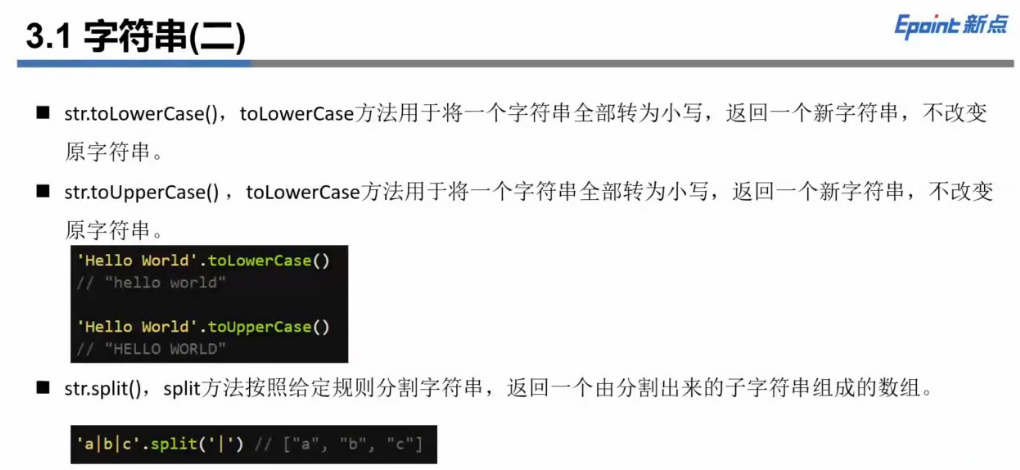 3.1 字符串(二)
Epoint 新点
■ str.toLowerCase()，toLowerCase方法用于将一个字符串全部转为小写，返回一个新字符串，不改变
原字符串。
■ str.toUpperCase() ，toLowerCase方法用于将一个字符串全部转为小写，返回一个新字符串，不改变
原字符串。
'Hello World'.toLowerCase()
// "hello world"
'Hello World'.toUpperCase()
// "HELLO WORLD"
■ str.split()，split方法按照给定规则分割字符串，返回一个由分割出来的子字符串组成的数组。
'a|b|c'.split('|') // ["a", "b", "c"]